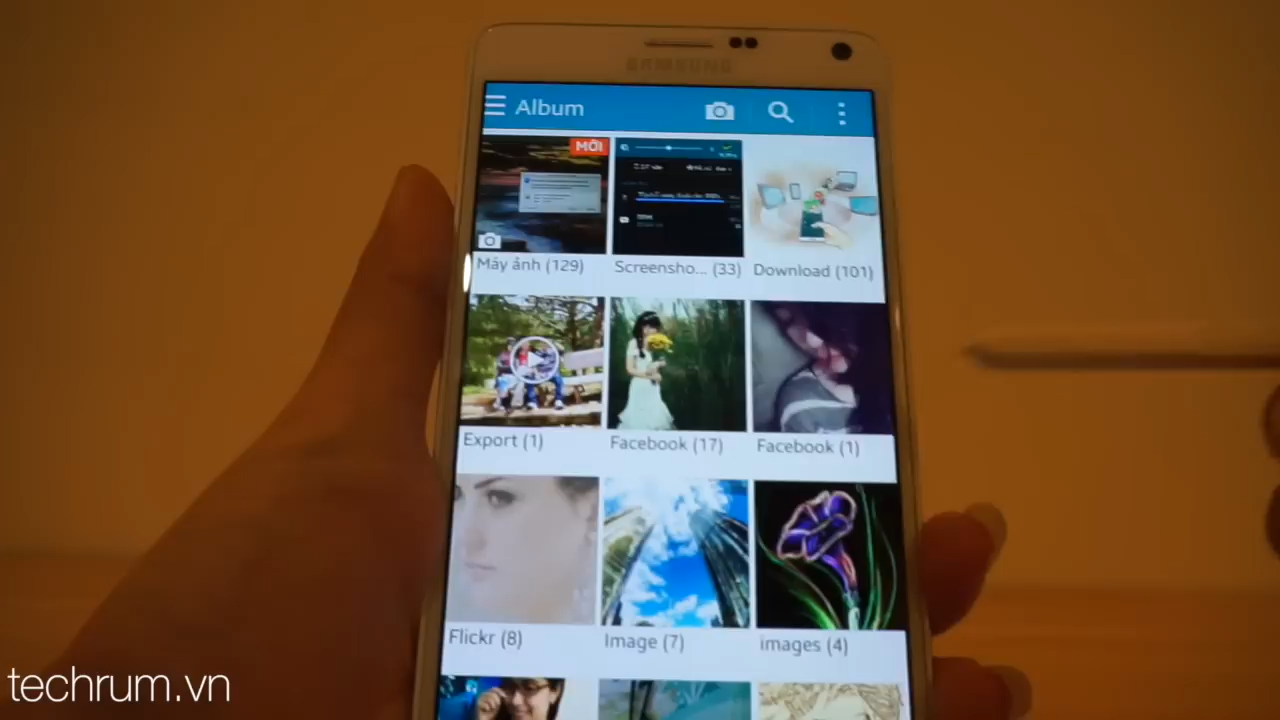 SAMSUNG
Album
MỚI
Máy ảnh (129)
Screensho... (33)
Download (101)
Export (1)
Facebook (17)
Facebook (1)
Flickr (8)
Image (7)
images (4)
techrum.vn